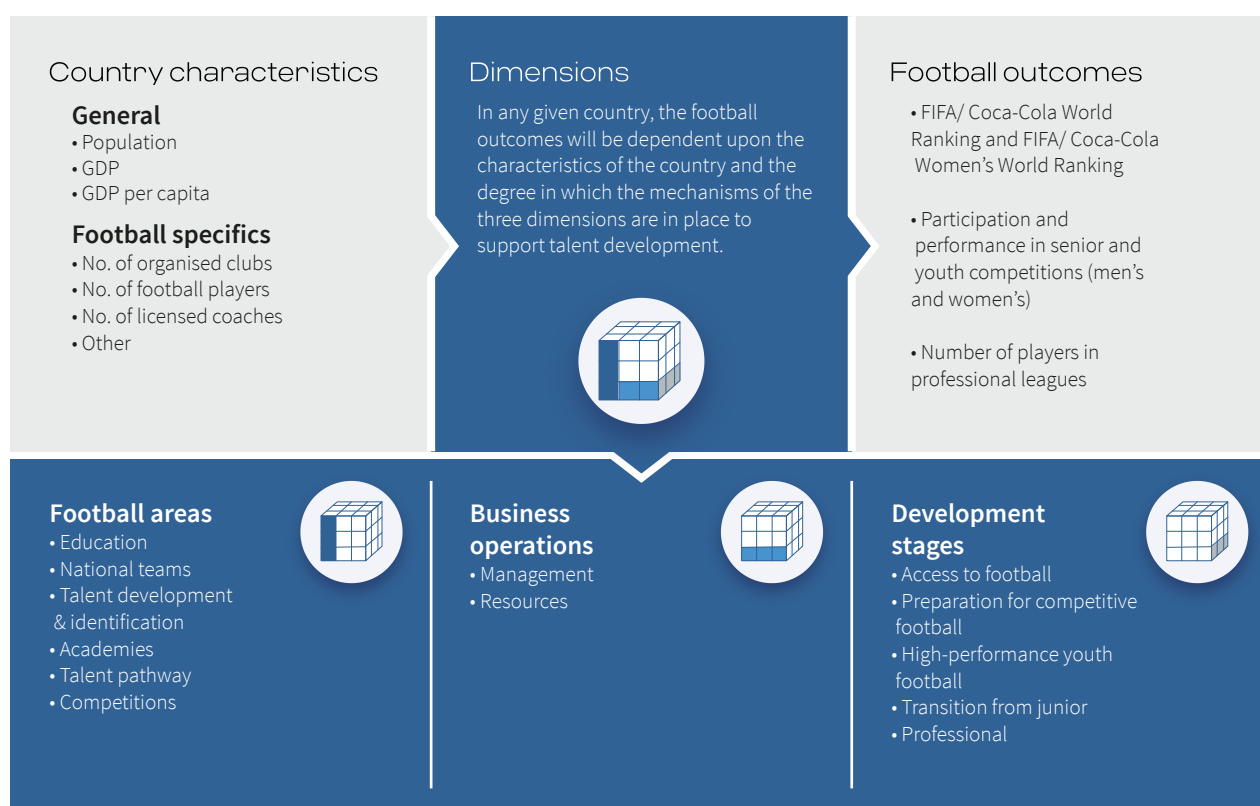 Country characteristics
General
• Population
• GDP
• GDP per capita
Football specifics
• No. of organised clubs
• No. of football players
• No. of licensed coaches
• Other
Dimensions
In any given country, the football
outcomes will be dependent upon the
characteristics of the country and the
degree in which the mechanisms of the
three dimensions are in place to
support talent development.
Football outcomes
• FIFA/ Coca-Cola World
Ranking and FIFA/ Coca-Cola
Women’s World Ranking
• Participation and
performance in senior and
youth competitions (men’s
and women’s)
• Number of players in
professional leagues
Football areas
• Education
• National teams
• Talent development
& identification
• Academies
• Talent pathway
• Competitions
Business
operations
• Management
• Resources
Development
stages
• Access to football
• Preparation for competitive
football
• High-performance youth
football
• Transition from junior
• Professional